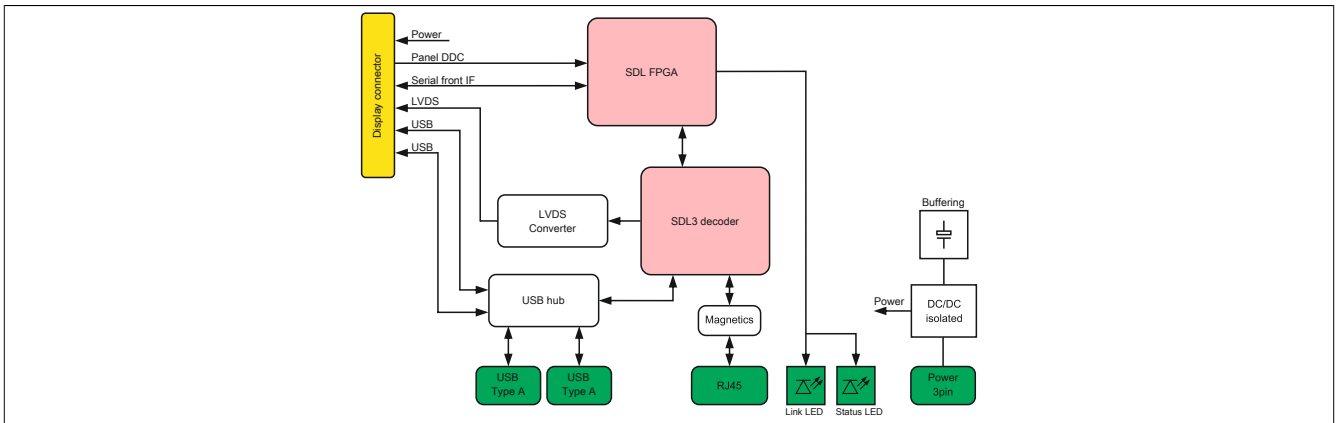 Display connector
Power
Panel DDC
Serial front IF
LVDS
USB
USB
SDL FPGA
SDL3 decoder
LVDS
Converter
USB hub
Magnetics
USB
Type A
USB
Type A
RJ45
Link LED
Status LED
Buffering
Power
DC/DC
isolated
Power
3pin